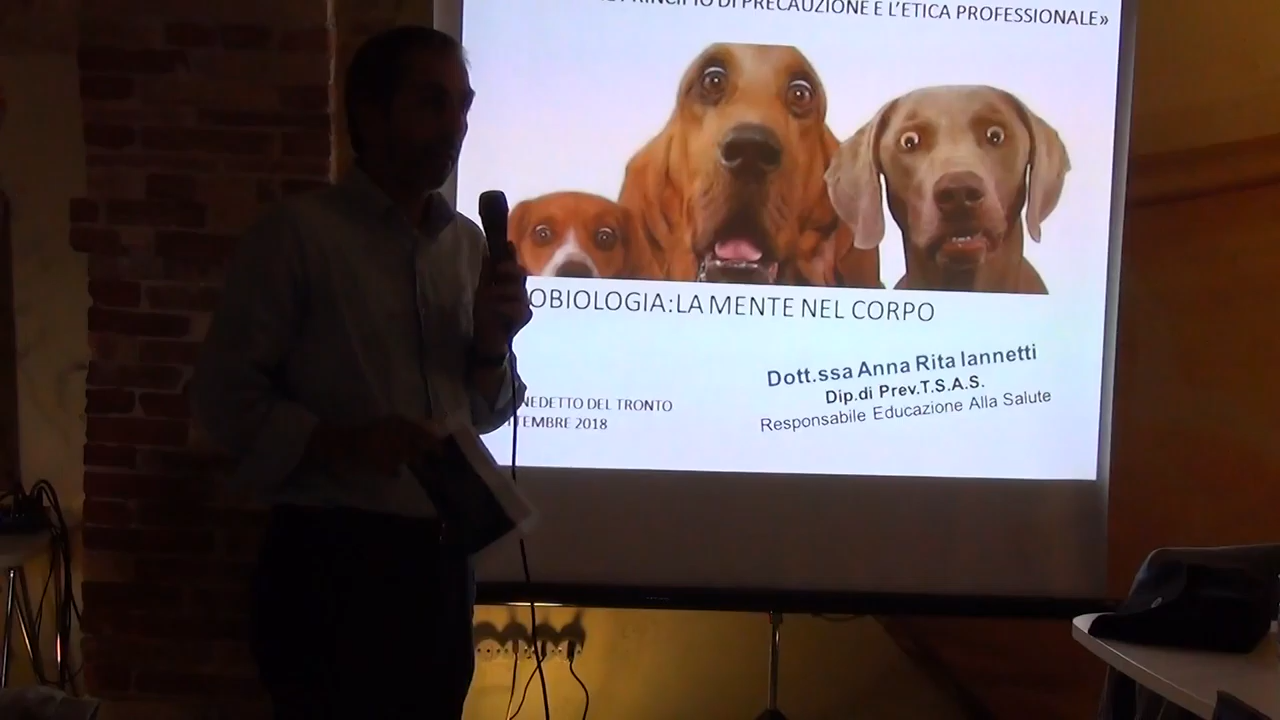 PRINCIPIO DI PRECAUZIONE E L'ETICA PROFESSIONALE»
OBIOLOGIA:LA MENTE NEL CORPO
Dott.ssa Anna Rita Iannetti
Dip.di Prev.T.S.A.S.
Responsabile Educazione Alla Salute
NEDETTO DEL TRONTO
TEMBRE 2018